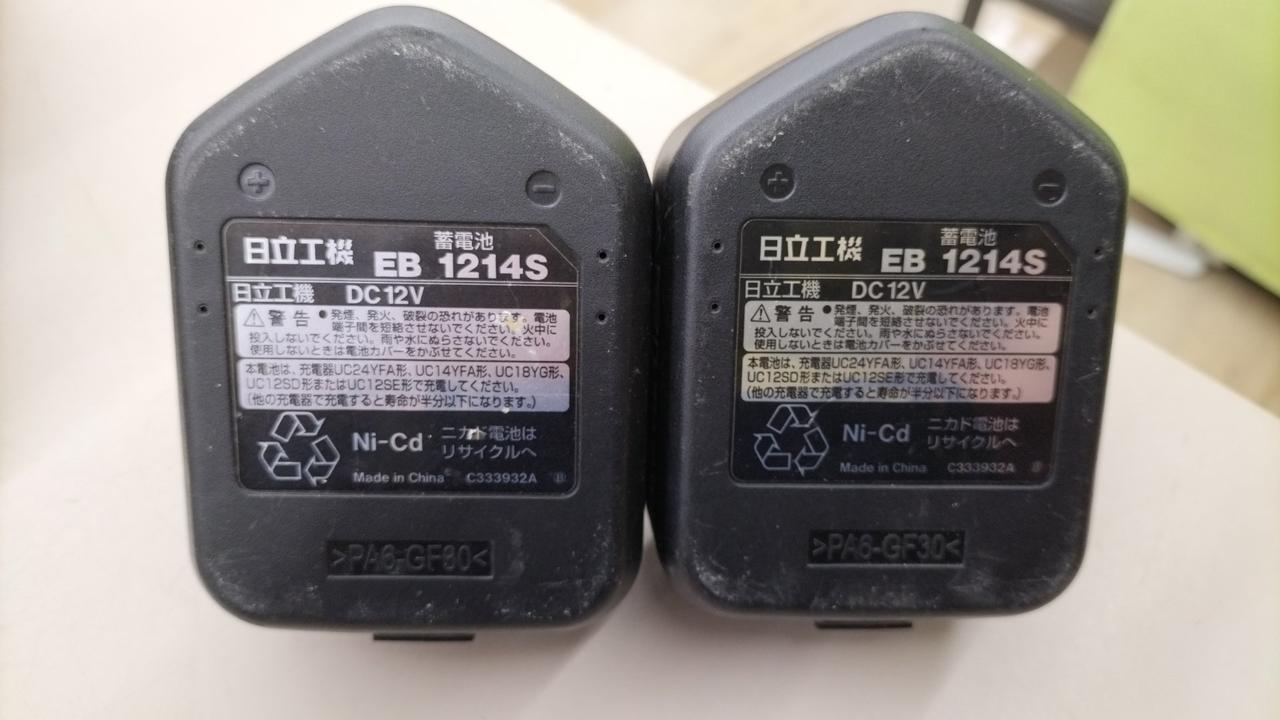 蓄電池
日立工機 EB 1214S
日立工機 DC12V
警告 ●発煙、発火、破裂の恐れがあります。電池
端子間を短絡させないでください。火中に
投入しないでください。雨や水にぬらさないでください。
使用しないときは電池カバーをかぶせてください。
本電池は、充電器UC24YFA形、UC14YFA形、UC18YG形、
UC12SD形またはUC12SE形で充電してください。
(他の充電器で充電すると寿命が半分以下になります。)
Ni-Cd ニカド電池は
リサイクルへ
Made in China C333932A B
>PA6-GF30<
蓄電池
日立工機 EB 1214S
日立工機 DC12V
警告 ●発煙、発火、破裂の恐れがあります。電池
端子間を短絡させないでください。火中に
投入しないでください。雨や水にぬらさないでください。
使用しないときは電池カバーをかぶせてください。
本電池は、充電器UC24YFA形、UC14YFA形、UC18YG形、
UC12SD形またはUC12SE形で充電してください。
(他の充電器で充電すると寿命が半分以下になります。)
Ni-Cd ニカド電池は
リサイクルへ
Made in China C333932A B
>PA6-GF30<